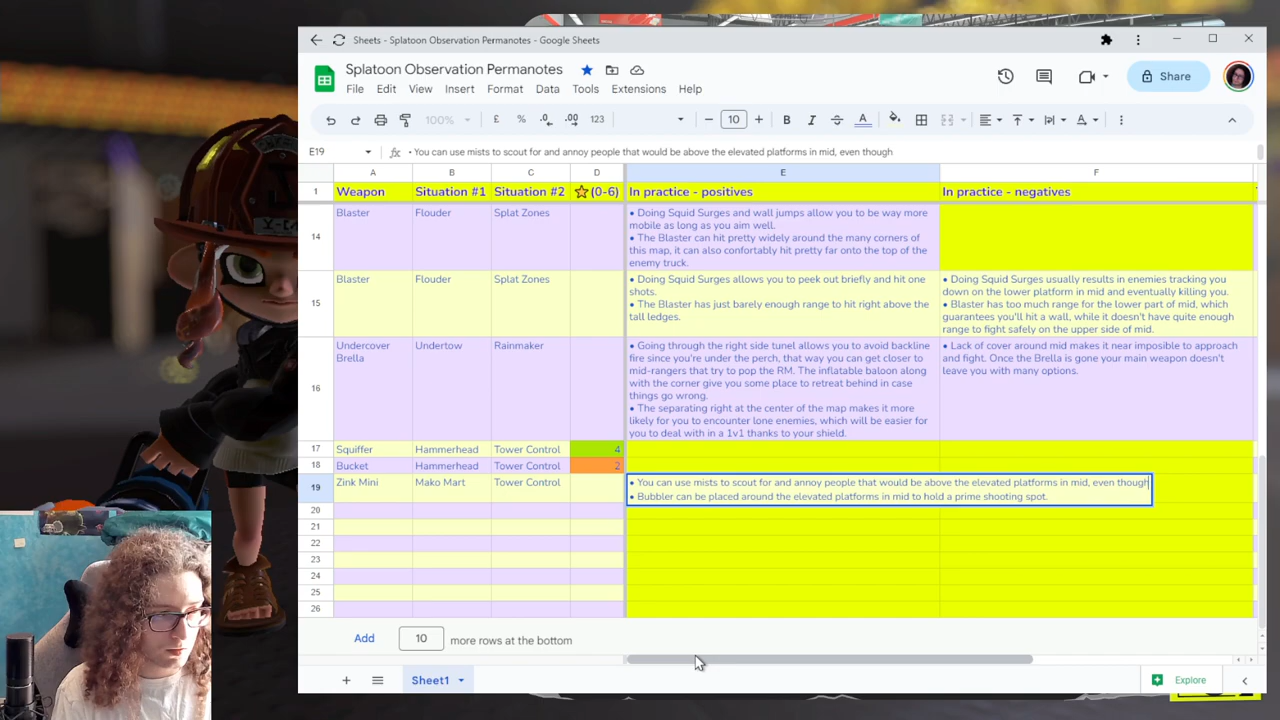 Sheets - Splatoon Observation Permanotes - Google Sheets
Splatoon Observation Permanotes
File Edit View Insert Format Data Tools Extensions Help
Share
100% £ % .0 .00 123 10 B I A
E19 fx • You can use mists to scout for and annoy people that would be above the elevated platforms in mid, even though
A B C D E F
1 Weapon Situation #1 Situation #2 (0-6) In practice - positives In practice - negatives
14 Blaster Flouder Splat Zones
• Doing Squid Surges and wall jumps allow you to be way more
mobile as long as you aim well.
• The Blaster can hit pretty widely around the many corners of
this map, it can also confortably hit pretty far onto the top of the
enemy truck.
15 Blaster Flouder Splat Zones
• Doing Squid Surges allows you to peek out briefly and hit one
shots.
• The Blaster has just barely enough range to hit right above the
tall ledges.
• Doing Squid Surges usually results in enemies tracking you
down on the lower platform in mid and eventually killing you.
• Blaster has too much range for the lower part of mid, which
guarantees you'll hit a wall, while it doesn't have quite enough
range to fight safely on the upper side of mid.
16 Undercover
Brella
Undertow Rainmaker
• Going through the right side tunel allows you to avoid backline
fire since you're under the perch, that way you can get closer to
mid-rangers that try to pop the RM. The inflatable baloon along
with the corner give you some place to retreat behind in case
things go wrong.
• The separating right at the center of the map makes it more
likely for you to encounter lone enemies, which will be easier for
you to deal with in a 1v1 thanks to your shield.
• Lack of cover around mid makes it near imposible to approach
and fight. Once the Brella is gone your main weapon doesn't
leave you with many options.
17 Squiffer Hammerhead Tower Control 4
18 Bucket Hammerhead Tower Control 2
19 Zink Mini Mako Mart Tower Control
• You can use mists to scout for and annoy people that would be above the elevated platforms in mid, even though
• Bubbler can be placed around the elevated platforms in mid to hold a prime shooting spot.
20
21
22
23
24
25
26
Add 10 more rows at the bottom
Sheet1
Explore